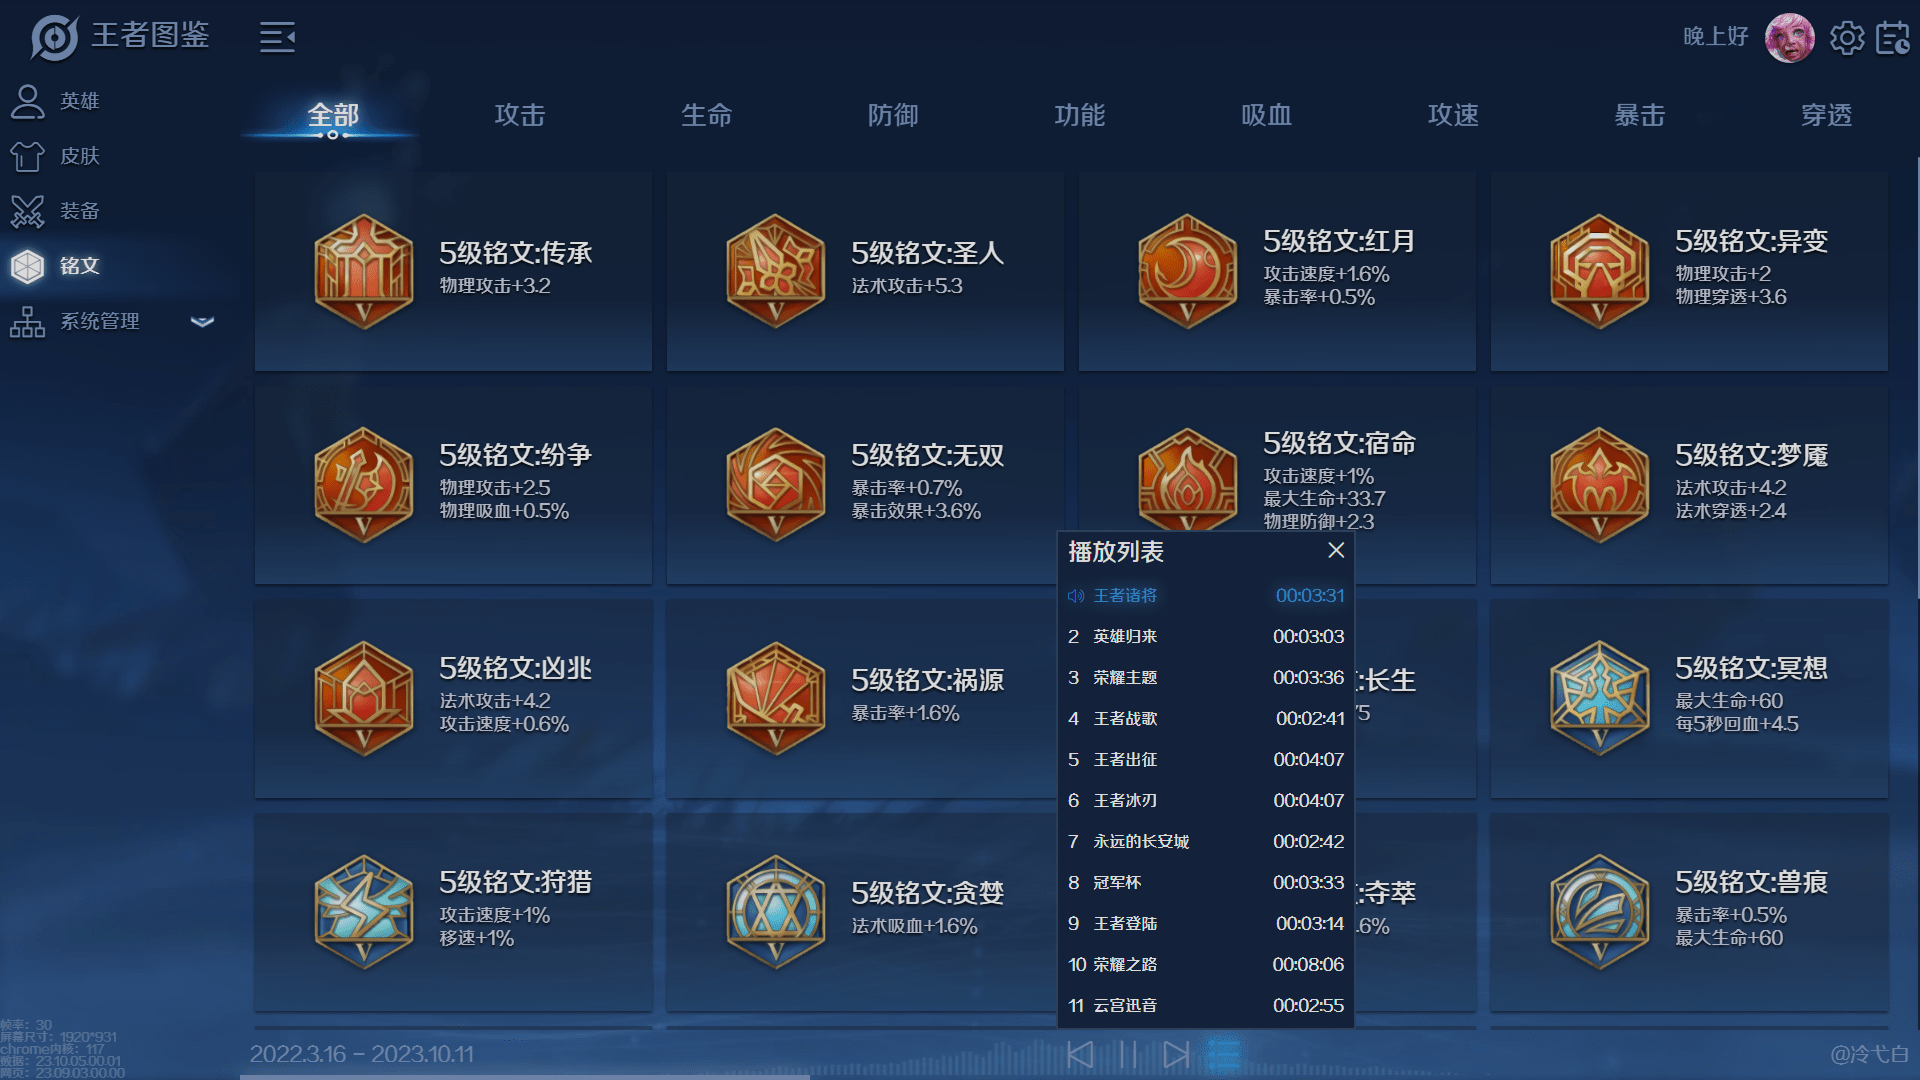 王者图鉴
晚上好
英雄
皮肤
装备
铭文
系统管理
全部 攻击 生命 防御 功能 吸血 攻速 暴击 穿透
5级铭文:传承
物理攻击+3.2
5级铭文:圣人
法术攻击+5.3
5级铭文:红月
攻击速度+1.6%
暴击率+0.5%
5级铭文:异变
物理攻击+2
物理穿透+3.6
5级铭文:纷争
物理攻击+2.5
物理吸血+0.5%
5级铭文:无双
暴击率+0.7%
暴击效果+3.6%
5级铭文:宿命
攻击速度+1%
最大生命+33.7
物理防御+2.3
5级铭文:梦魇
法术攻击+4.2
法术穿透+2.4
5级铭文:凶兆
法术攻击+4.2
攻击速度+0.6%
5级铭文:祸源
暴击率+1.6%
:长生
75
5级铭文:冥想
最大生命+60
每5秒回血+4.5
5级铭文:狩猎
攻击速度+1%
移速+1%
5级铭文:贪婪
法术吸血+1.6%
:夺萃
.6%
5级铭文:兽痕
暴击率+0.5%
最大生命+60
V
V
V
V
V
V
V
V
V
V
V
V
V
V
播放列表
王者诸将 00:03:31
2 英雄归来 00:03:03
3 荣耀主题 00:03:36
4 王者战歌 00:02:41
5 王者出征 00:04:07
6 王者冰刃 00:04:07
7 永远的长安城 00:02:42
8 冠军杯 00:03:33
9 王者登陆 00:03:14
10 荣耀之路 00:08:06
11 云宫迅音 00:02:55
帧率：30
屏幕尺寸：1920*931
chrome内核：117
数据：23.10.05.00.01
网页：23.09.03.00.00
2022.3.16 - 2023.10.11
@冷弋白